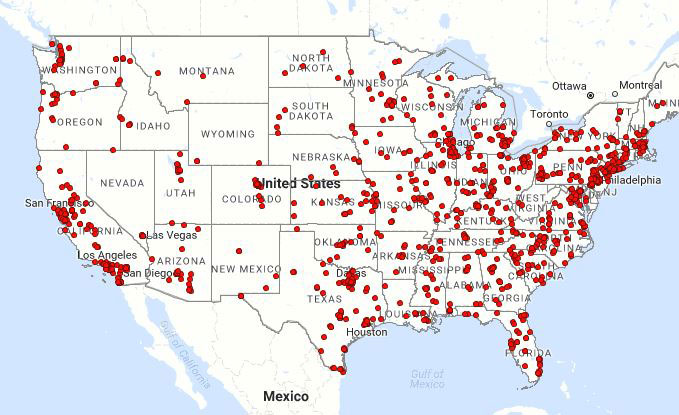 Ottawa
Montreal
WASHINGTON
MONTANA
NORTH
DAKOTA
MINNESOTA
Toronto
OREGON
IDAHO
SOUTH
DAKOTA
WISCONSIN
MICHIGAN
YORK
WYOMING
Chicago
IOWA
NEBRASKA
ILLINOIS
OHIO
PENN
NEVADA
UTAH
United States
Philadelphia
COLORADO
KANSAS
MISSOURI
WEST
VIRGINIA
NJ
San Francisco
CALIFORNIA
Las Vegas
OKLAHOMA
TENNESSEE
Los Angeles
ARIZONA
NEW MEXICO
ARKANSAS
San Diego
Dallas
MISSISSIPPI
CAROLINA
ALABAMA
TEXAS
GEORGIA
LOUISIANA
Houston
Gulf of California
FLORIDA
Gulf of
Mexico
Mexico